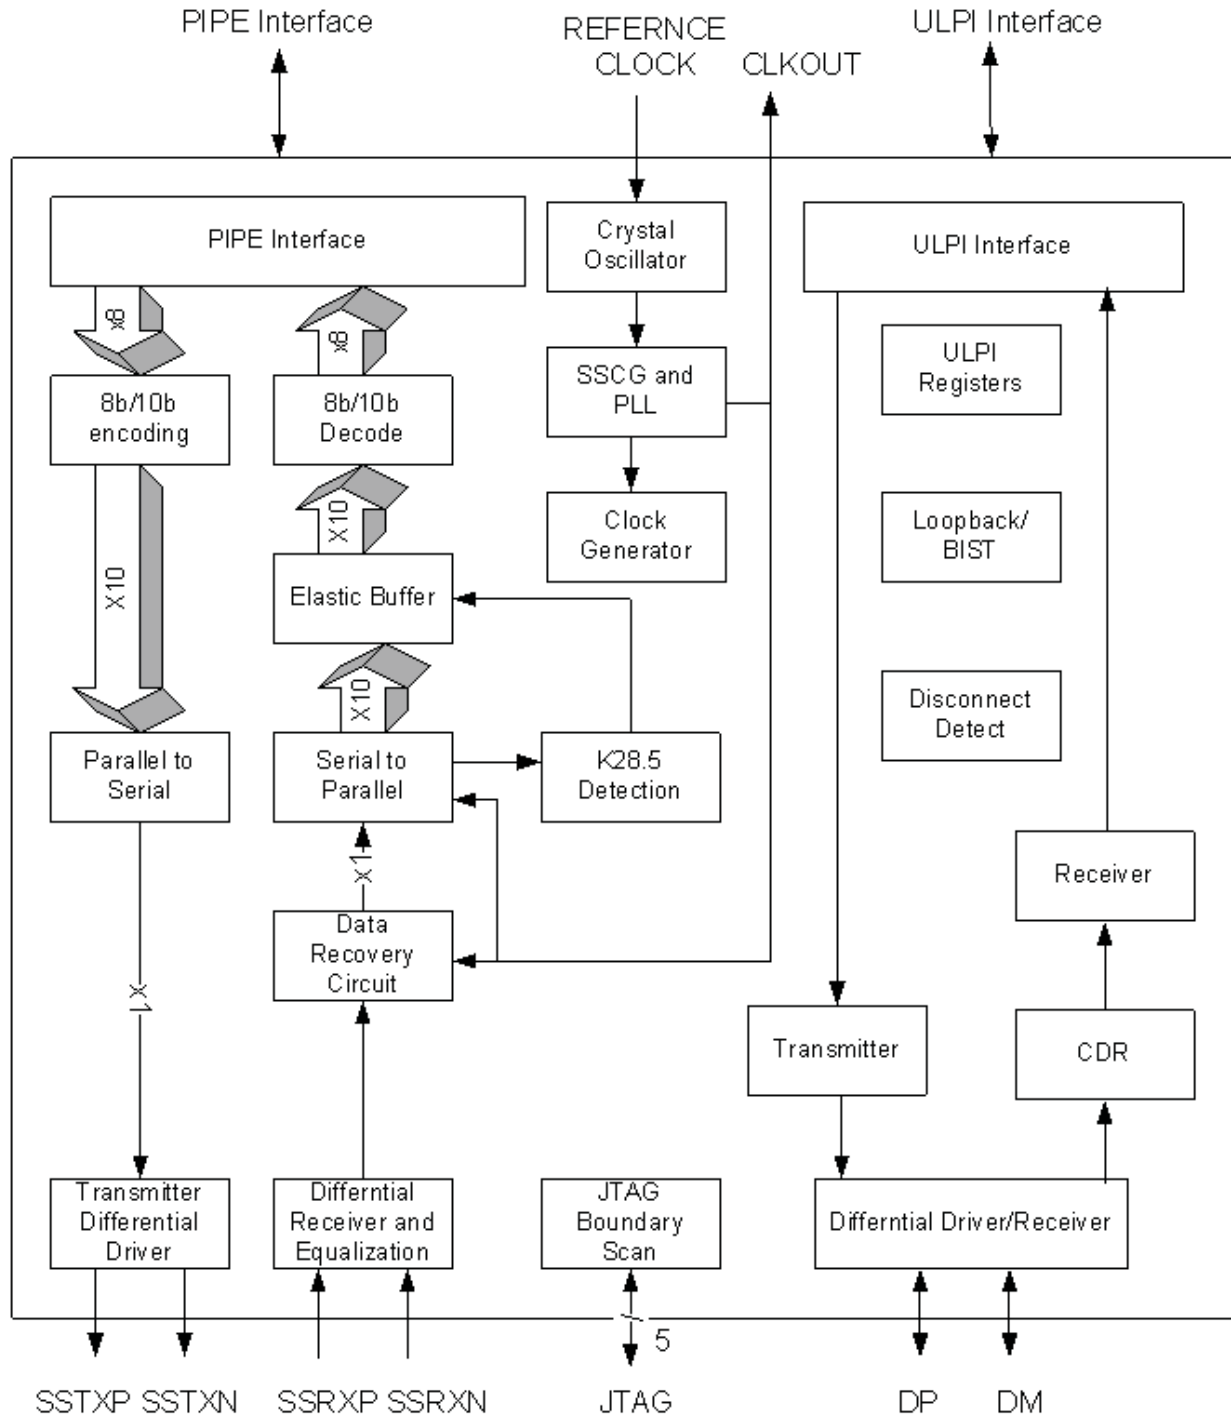 PIPE Interface
REFERNCE
CLOCK
CLKOUT
ULPI Interface
PIPE Interface
Crystal
Oscillator
ULPI Interface
x8
x8
8b/10b
encoding
8b/10b
Decode
SSCG and
PLL
ULPI
Registers
X10
X10
Elastic Buffer
Clock
Generator
Loopback/
BIST
X10
Disconnect
Detect
Parallel to
Serial
Serial to
Parallel
K28.5
Detection
X1
Receiver
Data
Recovery
Circuit
X1
Transmitter
CDR
Transmitter
Differential
Driver
Differntial
Receiver and
Equalization
JTAG
Boundary
Scan
Differntial Driver/Receiver
5
SSTXP
SSTXN
SSRXP
SSRXN
JTAG
DP
DM